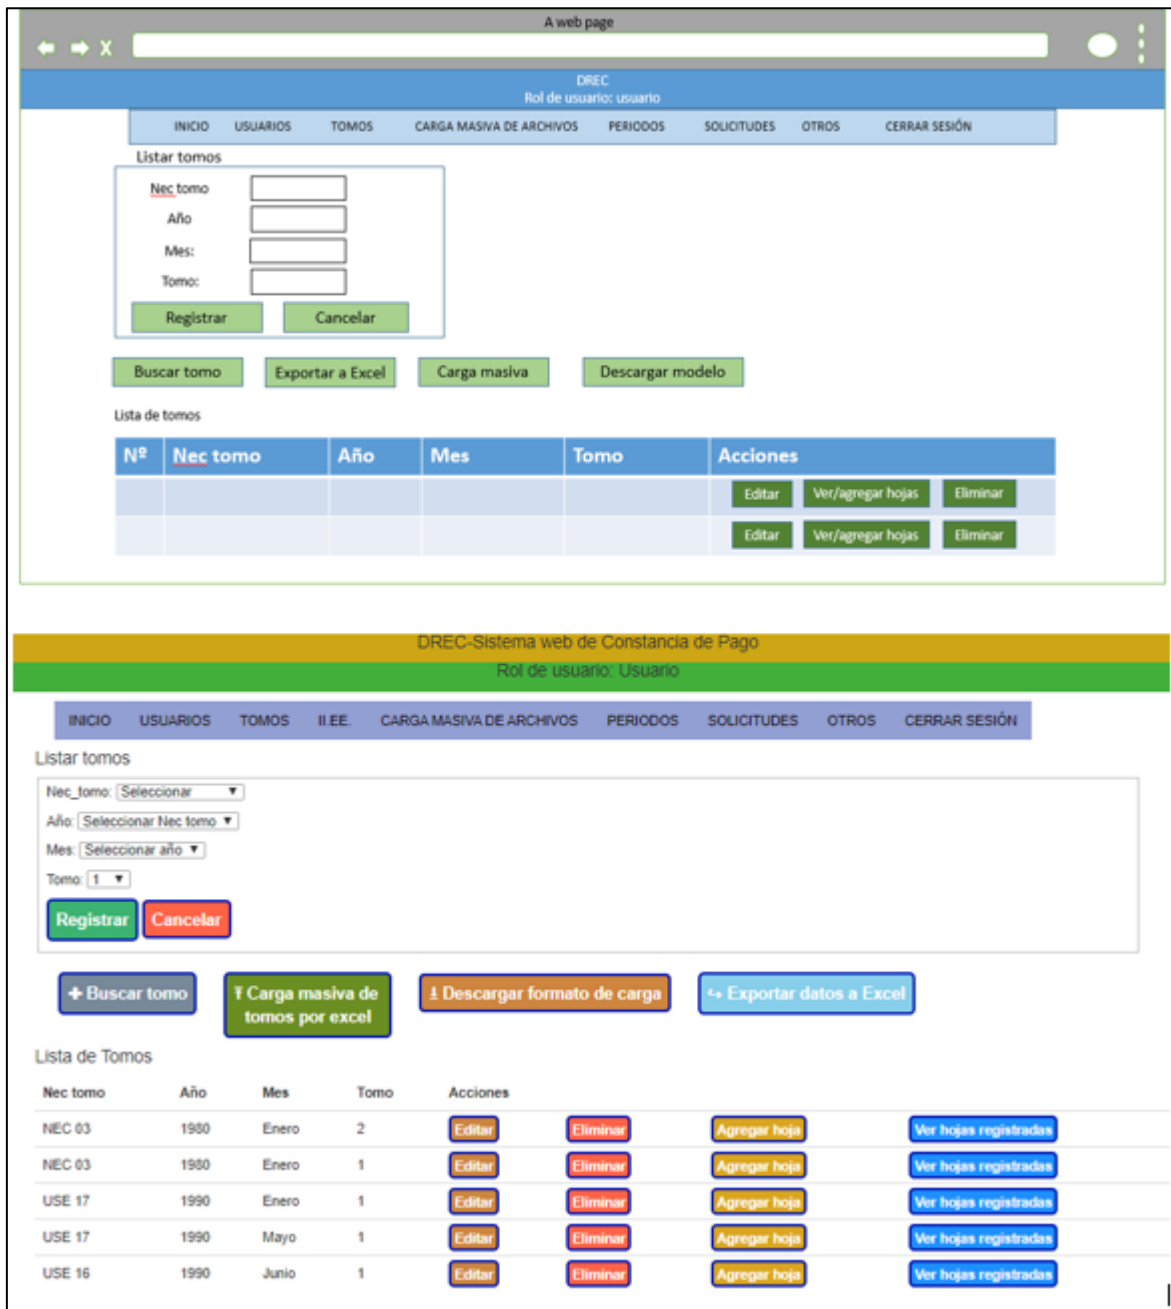 A web page
X
DREC
Rol de usuario: usuario
INICIO USUARIOS TOMOS CARGA MASIVA DE ARCHIVOS PERIODOS SOLICITUDES OTROS CERRAR SESIÓN
Listar tomos
Nec tomo
Año
Mes:
Tomo:
Registrar Cancelar
Buscar tomo Exportar a Excel Carga masiva Descargar modelo
Lista de tomos
Nº Nec tomo Año Mes Tomo Acciones
Editar Ver/agregar hojas Eliminar
Editar Ver/agregar hojas Eliminar
DREC-Sistema web de Constancia de Pago
Rol de usuario: Usuario
INICIO USUARIOS TOMOS II.EE. CARGA MASIVA DE ARCHIVOS PERIODOS SOLICITUDES OTROS CERRAR SESIÓN
Listar tomos
Nec_tomo: Seleccionar
Año: Seleccionar Nec tomo
Mes: Seleccionar año
Tomo: 1
Registrar Cancelar
Buscar tomo Carga masiva de Descargar formato de carga Exportar datos a Excel
tomos por excel
Lista de Tomos
Nec tomo Año Mes Tomo Acciones
NEC 03 1980 Enero 2 Editar Eliminar Agregar hoja Ver hojas registradas
NEC 03 1980 Enero 1 Editar Eliminar Agregar hoja Ver hojas registradas
USE 17 1990 Enero 1 Editar Eliminar Agregar hoja Ver hojas registradas
USE 17 1990 Mayo 1 Editar Eliminar Agregar hoja Ver hojas registradas
USE 16 1990 Junio 1 Editar Eliminar Agregar hoja Ver hojas registradas